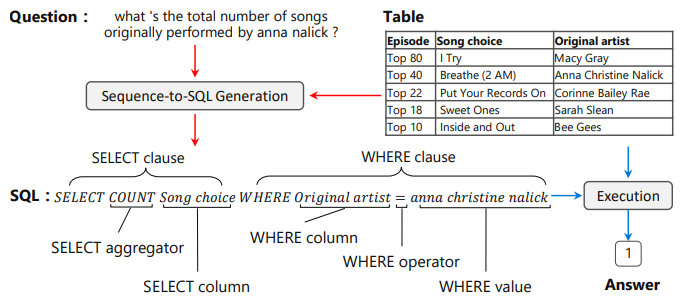 Question: what 's the total number of songs
originally performed by anna nalick ?
Table
Episode Song choice Original artist
Top 80 I Try Macy Gray
Top 40 Breathe (2 AM) Anna Christine Nalick
Top 22 Put Your Records On Corinne Bailey Rae
Top 18 Sweet Ones Sarah Slean
Top 10 Inside and Out Bee Gees
Sequence-to-SQL Generation
SELECT clause
WHERE clause
SQL : SELECT COUNT Song choice WHERE Original artist = anna christine nalick
Execution
SELECT aggregator
WHERE column
WHERE operator
SELECT column
WHERE value
1
Answer